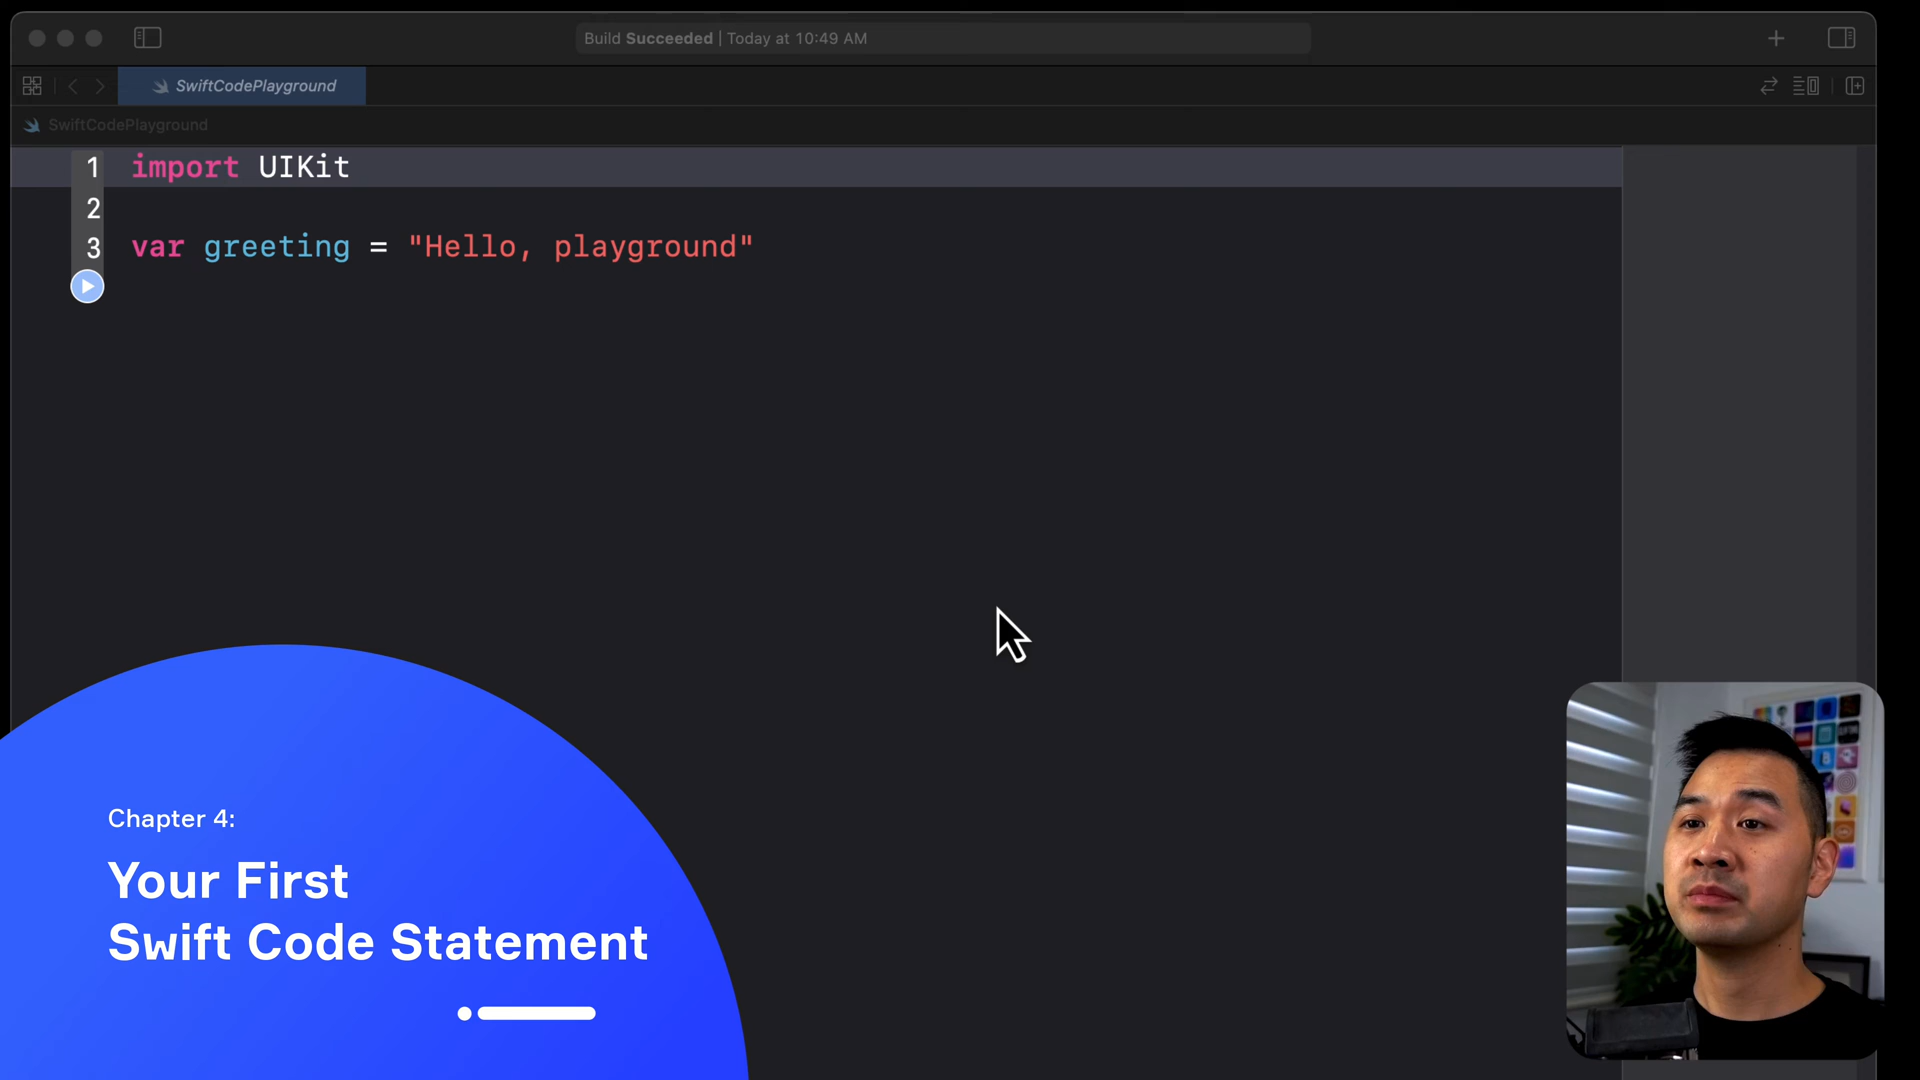 Build Succeeded | Today at 10:49 AM
SwiftCodePlayground
SwiftCodePlayground
1 import UIKit
2
3 var greeting = "Hello, playground"
Chapter 4:
Your First
Swift Code Statement